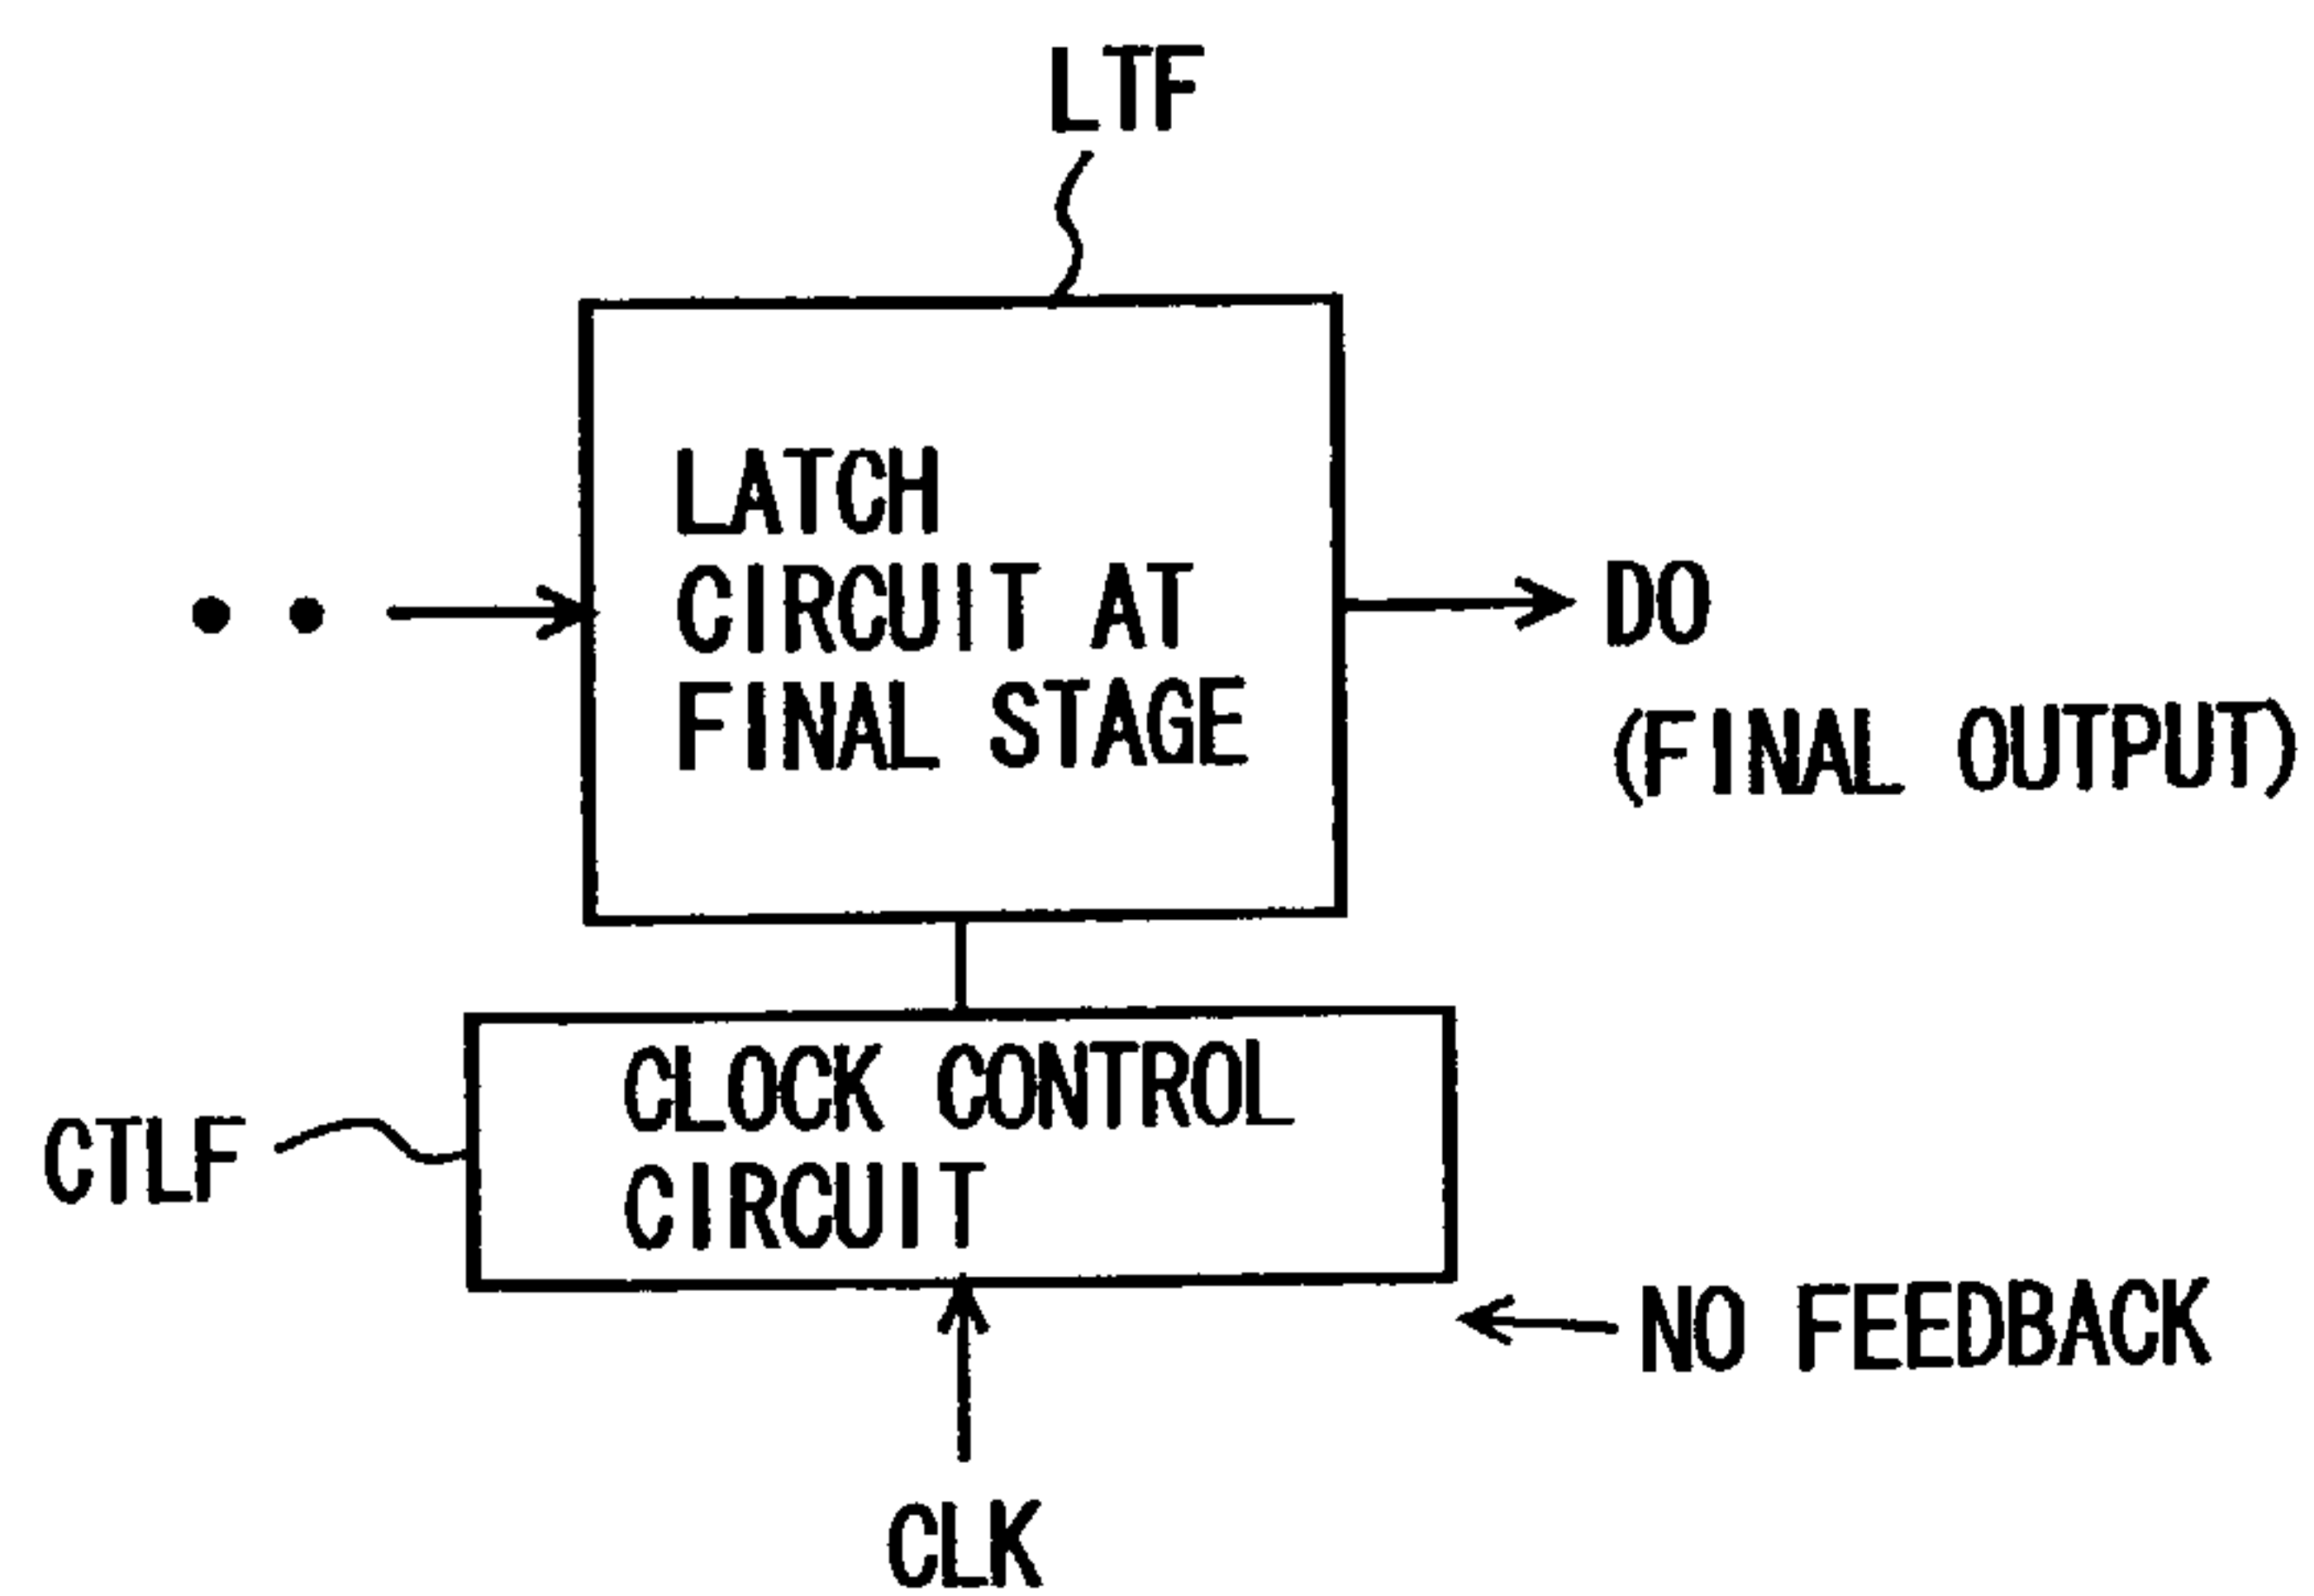 LTF
LATCH
CIRCUIT AT
FINAL STAGE
DO
(FINAL OUTPUT)
CLOCK CONTROL
CIRCUIT
CTLF
NO FEEDBACK
CLK